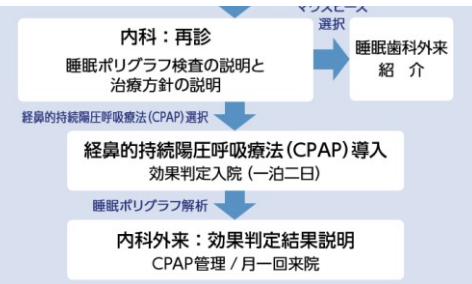 マウスピース
選択
内科：再診
睡眠ポリグラフ検査の説明と
治療方針の説明
睡眠歯科外来
紹　介
経鼻的持続陽圧呼吸療法（CPAP）選択
経鼻的持続陽圧呼吸療法（CPAP）導入
効果判定入院（一泊二日）
睡眠ポリグラフ解析
内科外来：効果判定結果説明
CPAP管理 / 月一回来院